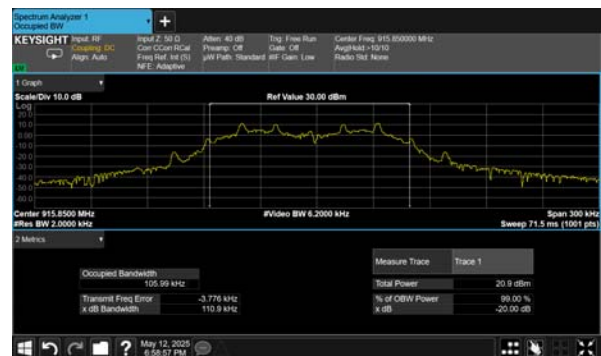 Spectrum Analyzer 1
Occupied BW
+
KEYSIGHT
Input: RF
Coupling: DC
Align: Auto
Input Z: 50 Ω
Corr CCorr RCal
Freq Ref: Int (S)
NFE: Adaptive
Atten: 40 dB
Preamp: Off
µW Path: Standard
Trig: Free Run
Gate: Off
#IF Gain: Low
Center Freq: 915.850000 MHz
Avg|Hold:>10/10
Radio Std: None
1 Graph
Scale/Div 10.0 dB
Ref Value 30.00 dBm
Log
20.0
10.0
0.00
-10.0
-20.0
-30.0
-40.0
-50.0
-60.0
Center 915.8500 MHz
#Video BW 6.2000 kHz
Span 300 kHz
#Res BW 2.0000 kHz
Sweep 71.5 ms (1001 pts)
2 Metrics
Measure Trace
Trace 1
Occupied Bandwidth
105.99 kHz
Total Power
20.9 dBm
Transmit Freq Error
-3.776 kHz
% of OBW Power
99.00 %
x dB Bandwidth
110.9 kHz
x dB
-20.00 dB
?
May 12, 2025
6:58:57 PM